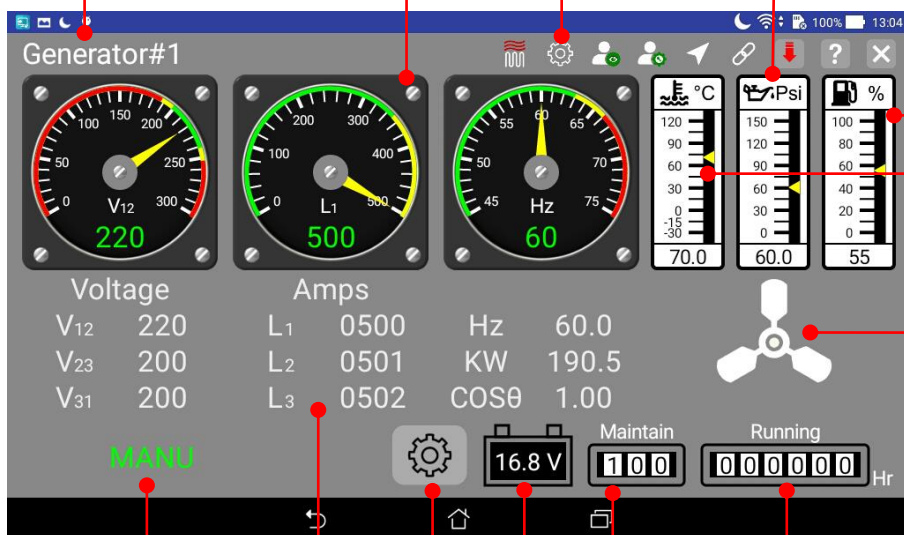 100% 13:04
Generator#1 ?
0 50 100 150 200 250 300 V12 220
0 100 200 300 400 500 L1 500
45 50 55 60 65 70 75 Hz 60
°C 120 90 60 30 0 -15 -30 70.0
Psi 150 120 90 60 30 0 60.0
% 100 80 60 40 20 0 55
Voltage Amps
V12 220 L1 0500 Hz 60.0
V23 200 L2 0501 KW 190.5
V31 200 L3 0502 COSθ 1.00
MANU
16.8 V
Maintain
100
Running
000000 Hr